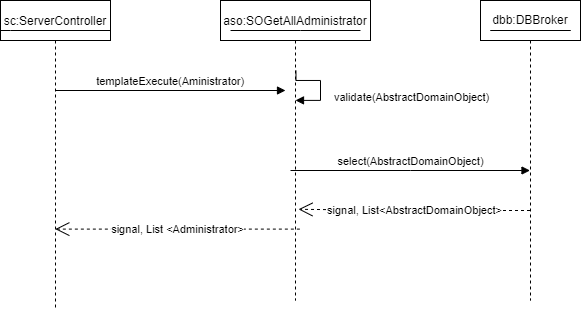 sc:ServerController
aso:SOGetAllAdministrator
dbb:DBBroker
templateExecute(Aministrator)
validate(AbstractDomainObject)
select(AbstractDomainObject)
signal, List<AbstractDomainObject>
signal, List <Administrator>